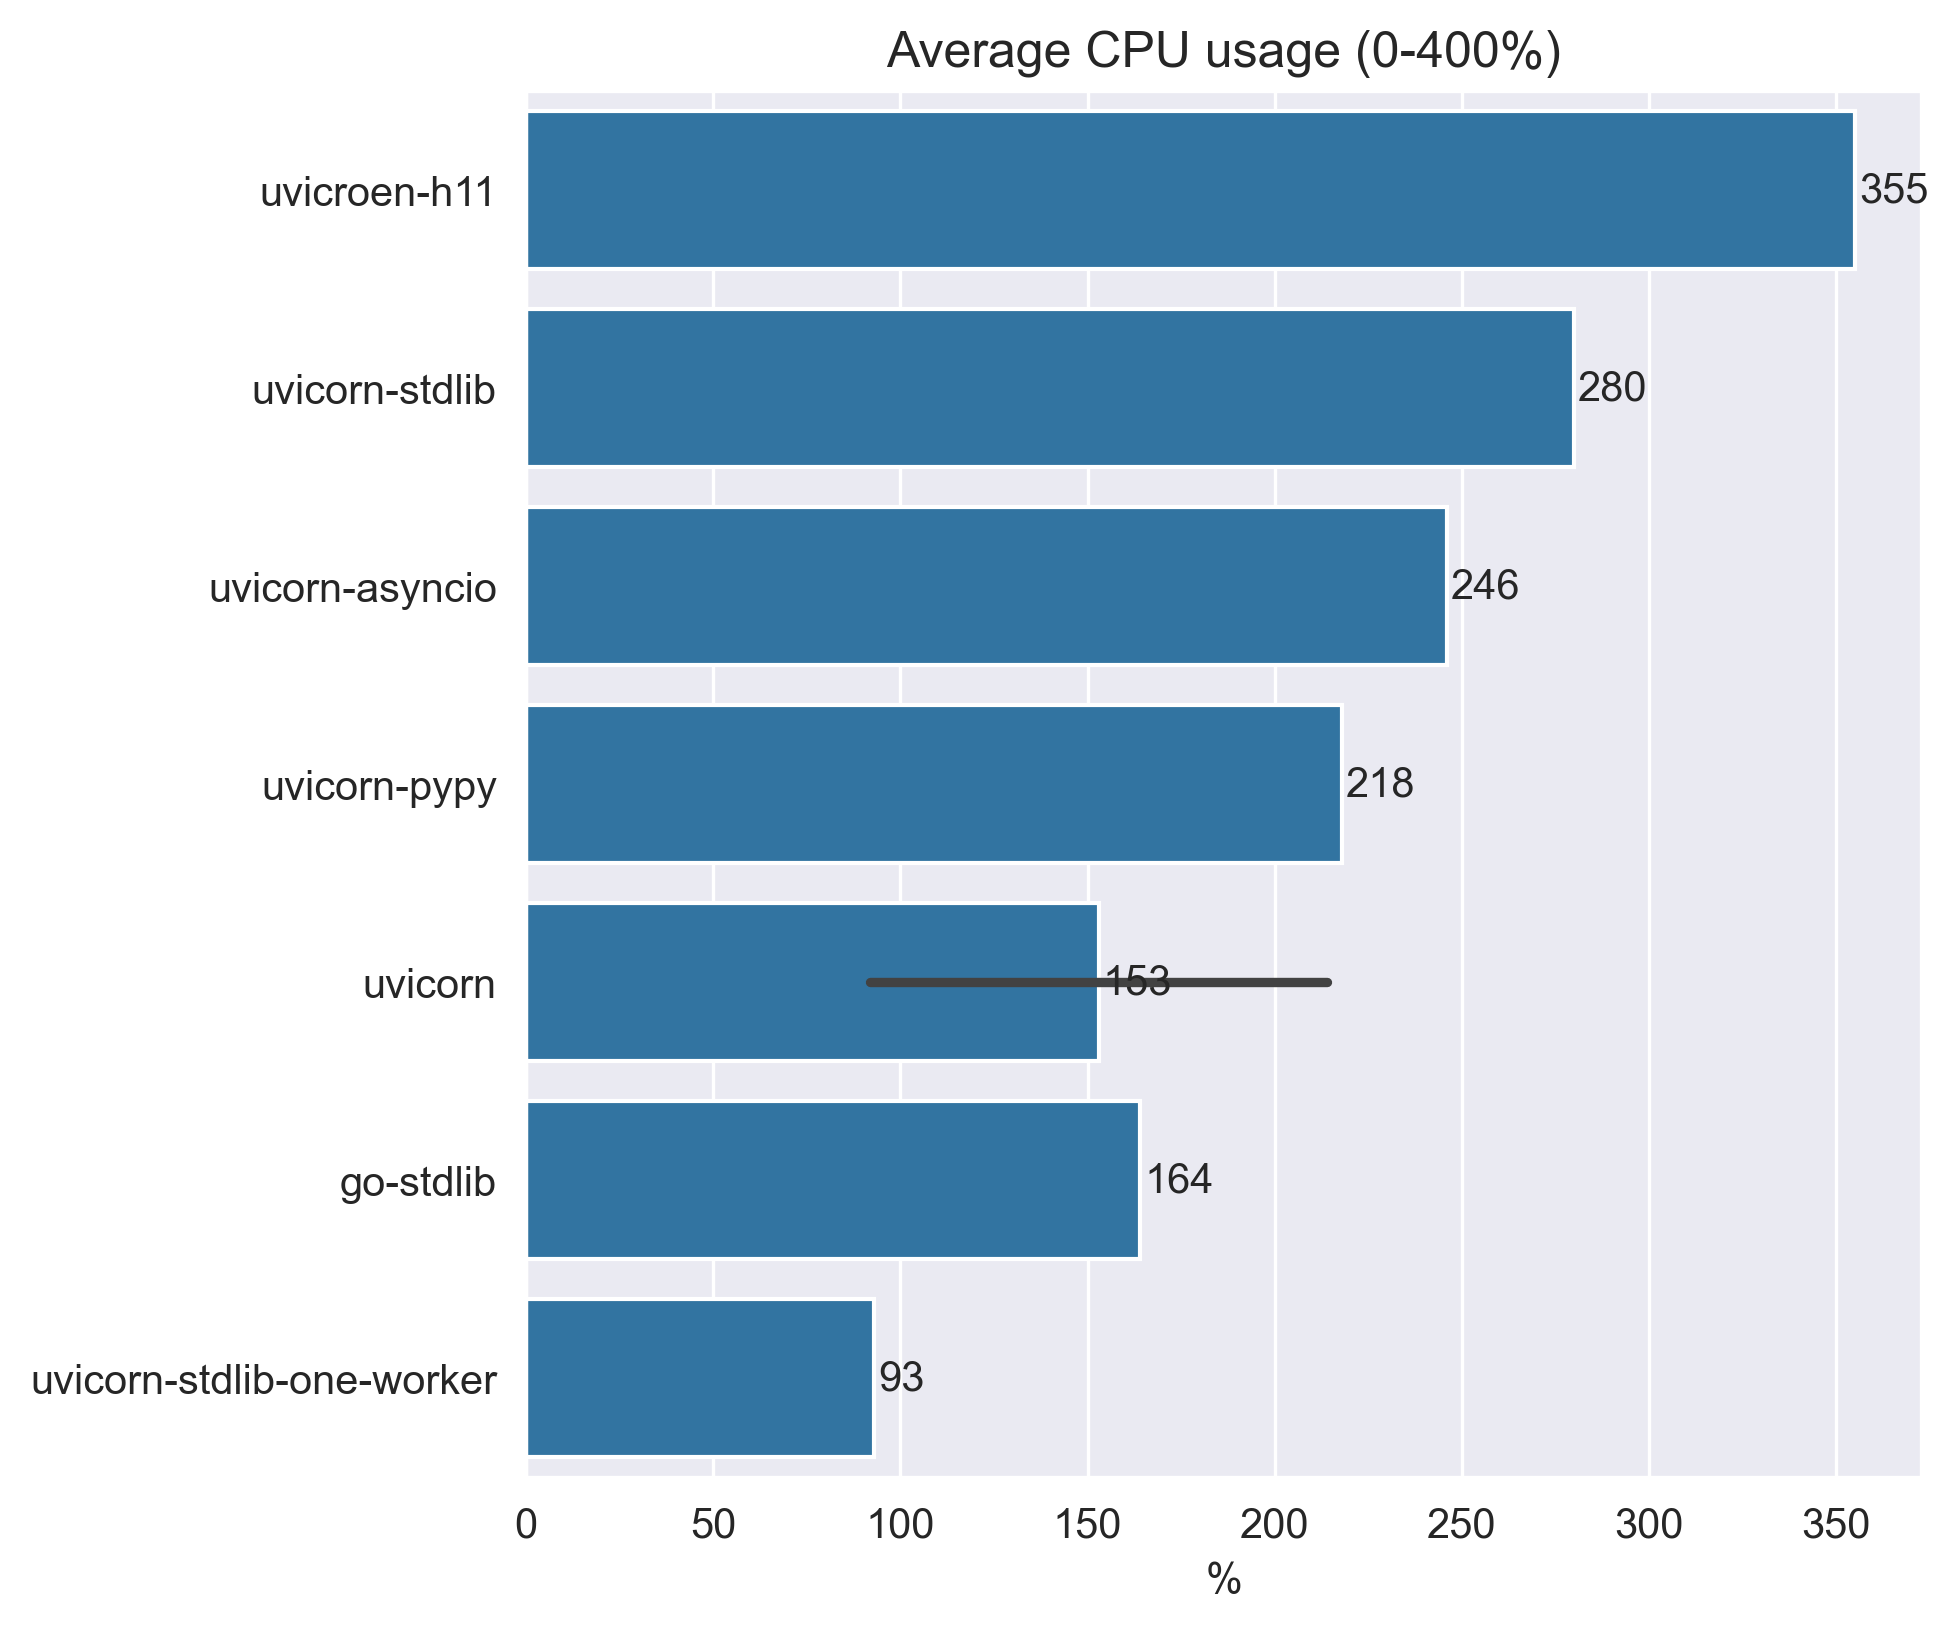 Average CPU usage (0-400%)
uvicroen-h11
355
uvicorn-stdlib
280
uvicorn-asyncio
246
uvicorn-pypy
218
uvicorn
153
go-stdlib
164
uvicorn-stdlib-one-worker
93
0 50 100 150 200 250 300 350
%